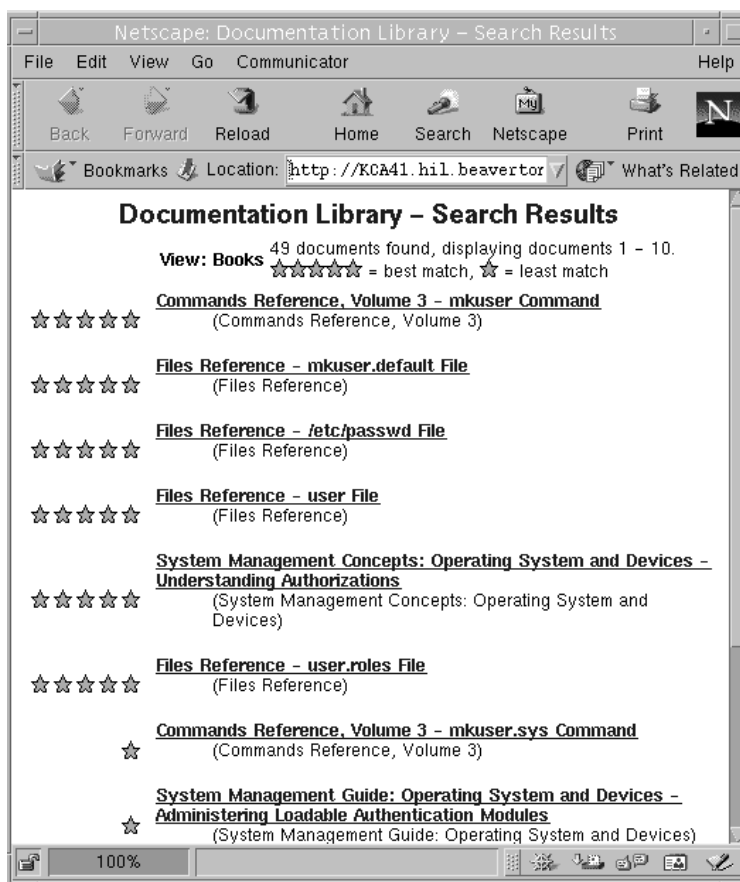 Netscape: Documentation Library – Search Results
File Edit View Go Communicator Help
Back Forward Reload Home Search My Netscape Print N
Bookmarks Location: http://KCA41.hil.beavertor What's Related
Documentation Library – Search Results
View: Books 49 documents found, displaying documents 1 – 10.
= best match, = least match
Commands Reference, Volume 3 – mkuser Command
(Commands Reference, Volume 3)
Files Reference – mkuser.default File
(Files Reference)
Files Reference – /etc/passwd File
(Files Reference)
Files Reference – user File
(Files Reference)
System Management Concepts: Operating System and Devices –
Understanding Authorizations
(System Management Concepts: Operating System and
Devices)
Files Reference – user.roles File
(Files Reference)
Commands Reference, Volume 3 – mkuser.sys Command
(Commands Reference, Volume 3)
System Management Guide: Operating System and Devices –
Administering Loadable Authentication Modules
(System Management Guide: Operating System and Devices)
100%